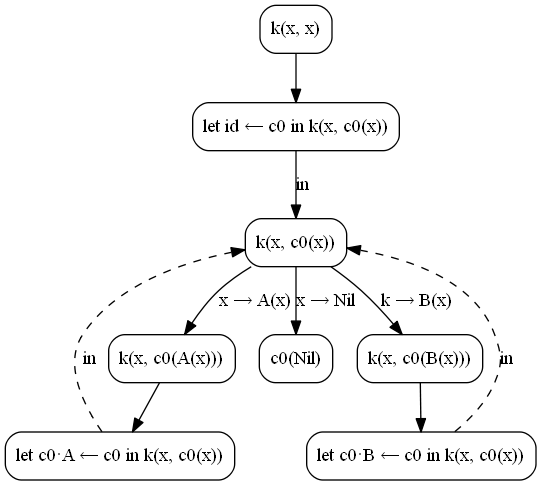 k(x, x)
let id ← c0 in k(x, c0(x))
in
k(x, c0(x))
x → A(x)
x → Nil
k → B(x)
k(x, c0(A(x)))
c0(Nil)
k(x, c0(B(x)))
in
in
let c0·A ← c0 in k(x, c0(x))
let c0·B ← c0 in k(x, c0(x))